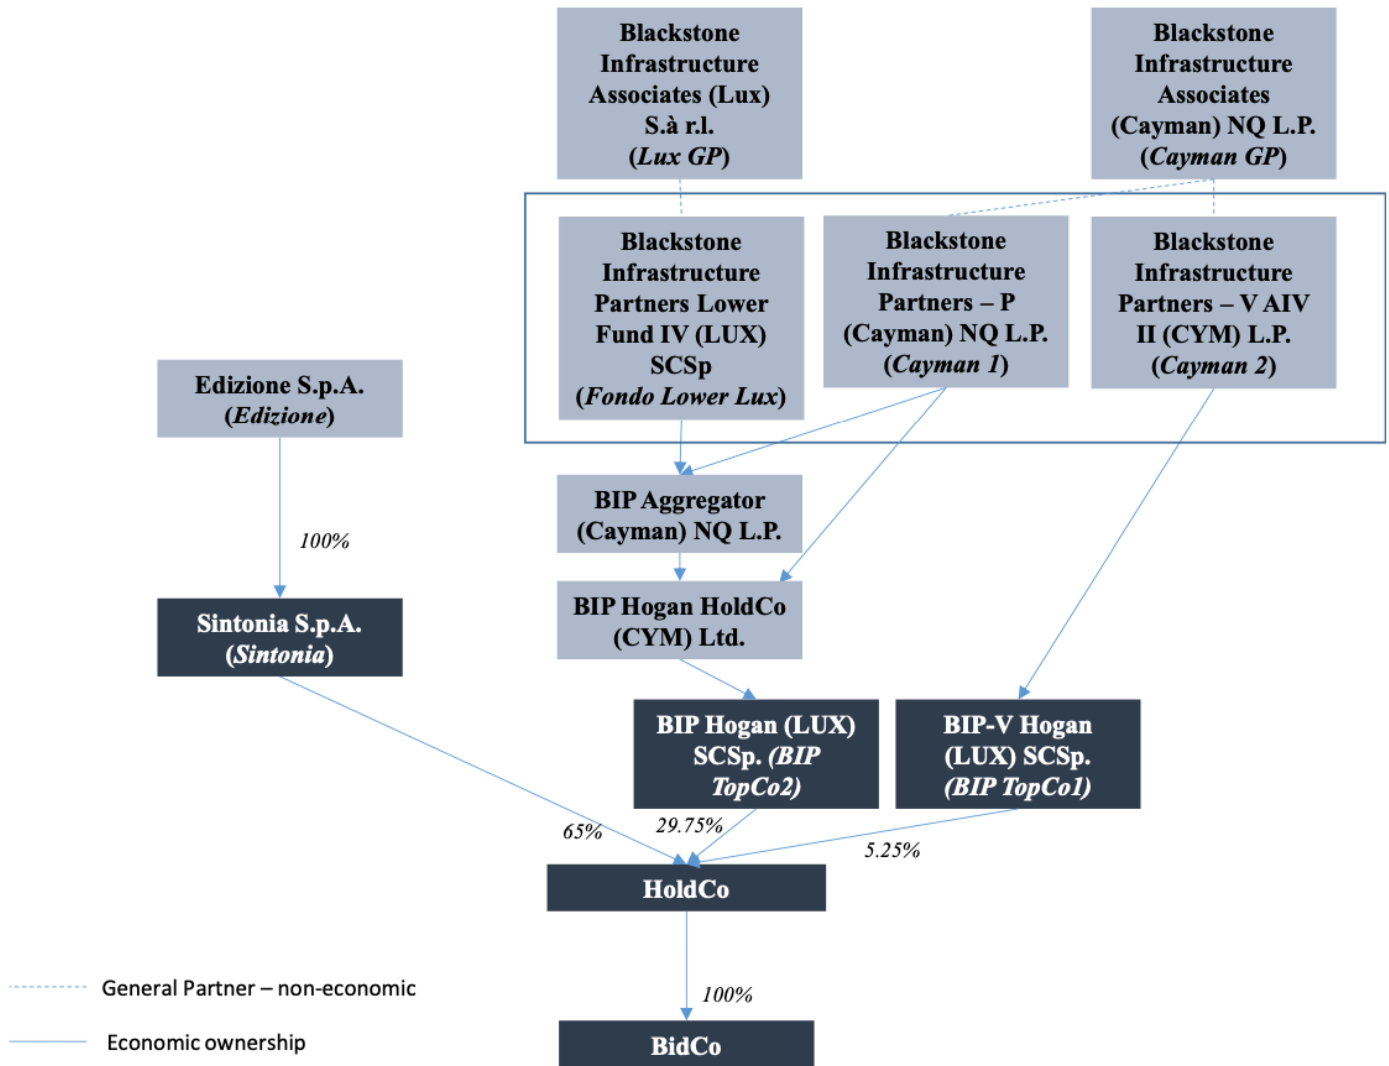 Blackstone
Infrastructure
Associates (Lux)
S.à r.l.
(Lux GP)
Blackstone
Infrastructure
Associates
(Cayman) NQ L.P.
(Cayman GP)
Blackstone
Infrastructure
Partners Lower
Fund IV (LUX)
SCSp
(Fondo Lower Lux)
Blackstone
Infrastructure
Partners – P
(Cayman) NQ L.P.
(Cayman 1)
Blackstone
Infrastructure
Partners – V AIV
II (CYM) L.P.
(Cayman 2)
Edizione S.p.A.
(Edizione)
100%
BIP Aggregator
(Cayman) NQ L.P.
BIP Hogan HoldCo
(CYM) Ltd.
Sintonia S.p.A.
(Sintonia)
BIP Hogan (LUX)
SCSp. (BIP
TopCo2)
BIP-V Hogan
(LUX) SCSp.
(BIP TopCo1)
65%
29.75%
5.25%
HoldCo
100%
BidCo
General Partner – non-economic
Economic ownership